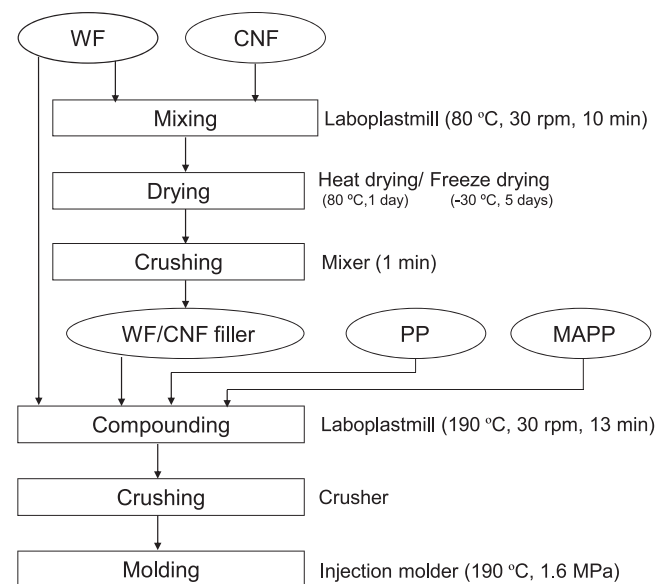 WF CNF
Mixing Laboplastmill (80 ºC, 30 rpm, 10 min)
Drying Heat drying/ Freeze drying
(80 ºC,1 day) (-30 ºC, 5 days)
Crushing Mixer (1 min)
WF/CNF filler PP MAPP
Compounding Laboplastmill (190 ºC, 30 rpm, 13 min)
Crushing Crusher
Molding Injection molder (190 ºC, 1.6 MPa)